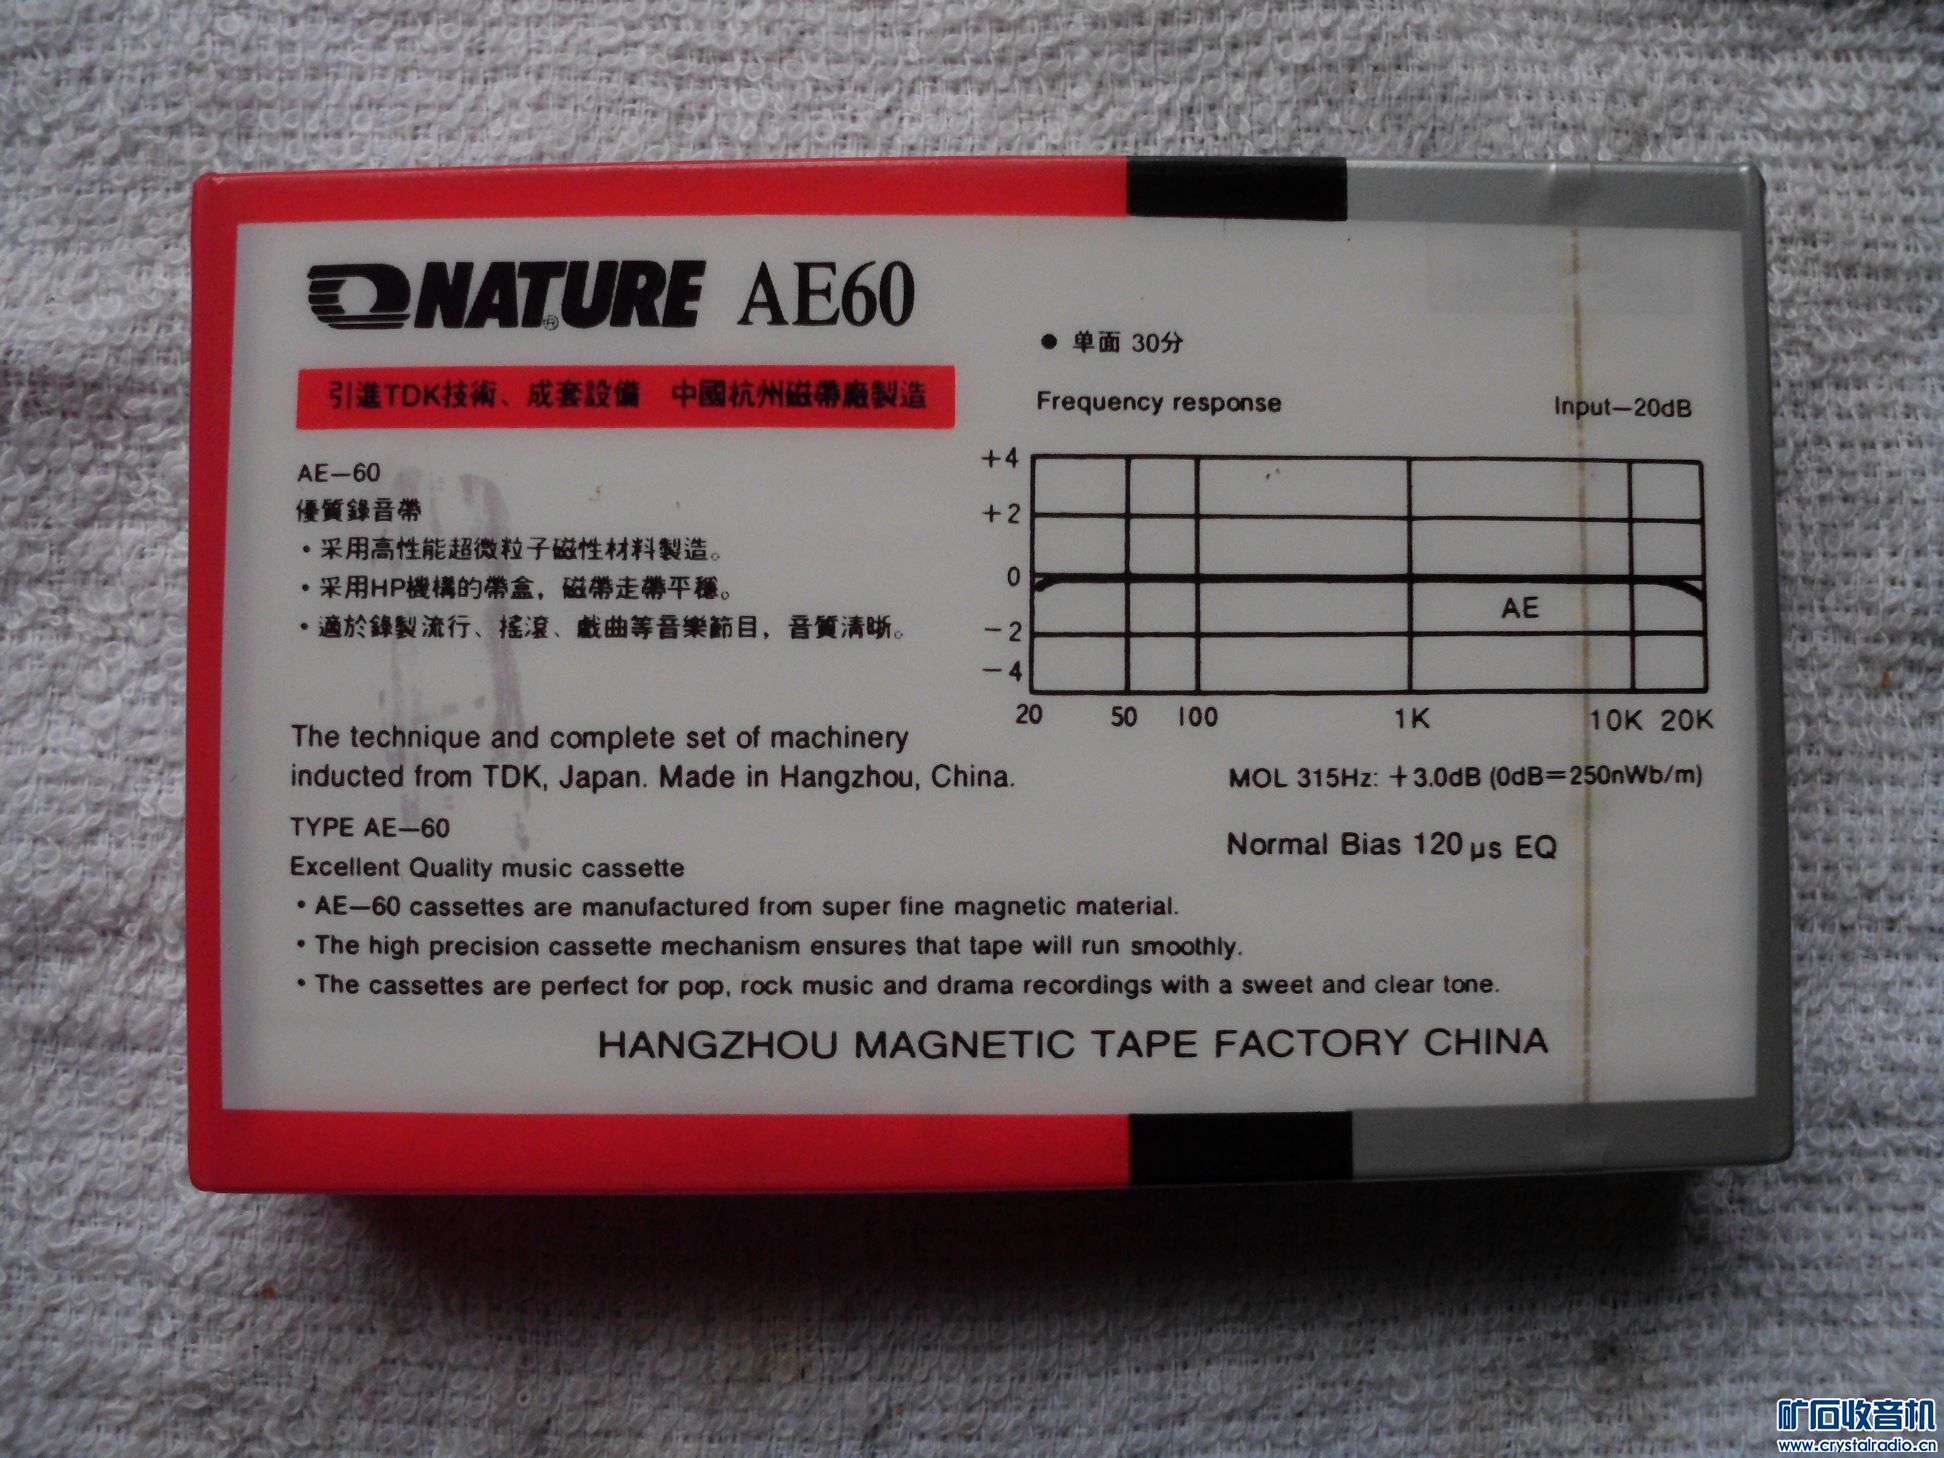 NATURE® AE60
引進TDK技術、成套設備 中國杭州磁帶廠製造
AE—60
優質錄音帶
・采用高性能超微粒子磁性材料製造。
・采用HP機構的帶盒，磁帶走帶平穩。
・適於錄製流行、搖滾、戲曲等音樂節目，音質清晰。
● 单面 30分
Frequency response Input—20dB
+4
+2
0
AE
—2
—4
20 50 100 1K 10K 20K
The technique and complete set of machinery
inducted from TDK, Japan. Made in Hangzhou, China.
MOL 315Hz: +3.0dB (0dB=250nWb/m)
TYPE AE—60
Normal Bias 120 μs EQ
Excellent Quality music cassette
・AE—60 cassettes are manufactured from super fine magnetic material.
・The high precision cassette mechanism ensures that tape will run smoothly.
・The cassettes are perfect for pop, rock music and drama recordings with a sweet and clear tone.
HANGZHOU MAGNETIC TAPE FACTORY CHINA
矿石收音机
www.crystalradio.cn